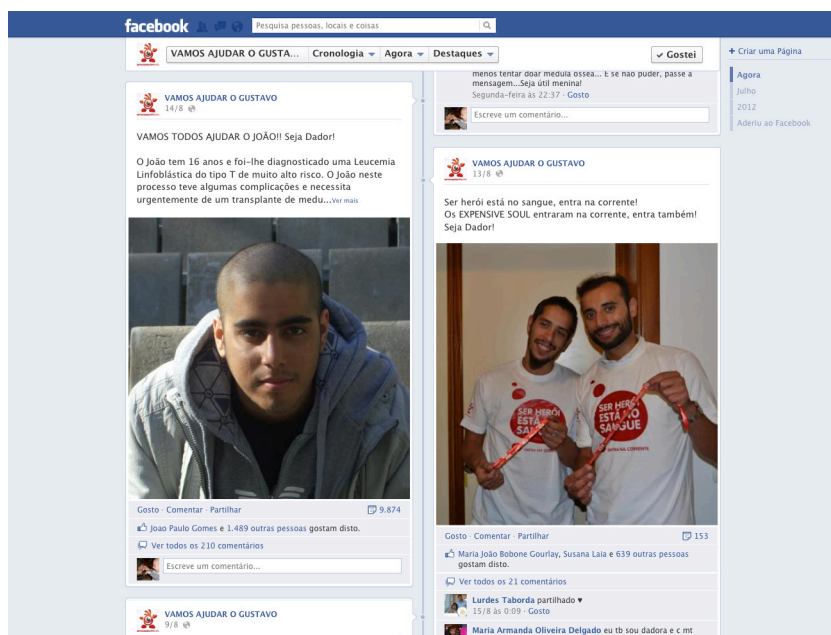 facebook
Pesquisa pessoas, locais e coisas
VAMOS AJUDAR O GUSTA... Cronologia Agora Destaques Gostei
+ Criar uma Página
Agora
Julho
2012
Aderiu ao Facebook
VAMOS AJUDAR O GUSTAVO
14/8
VAMOS TODOS AJUDAR O JOÃO!! Seja Dador!
O João tem 16 anos e foi-lhe diagnosticado uma Leucemia
Linfoblástica do tipo T de muito alto risco. O João neste
processo teve algumas complicações e necessita
urgentemente de um transplante de medu...Ver mais
Gosto · Comentar · Partilhar 9.874
Joao Paulo Gomes e 1.489 outras pessoas gostam disto.
Ver todos os 210 comentários
Escreve um comentário...
VAMOS AJUDAR O GUSTAVO
9/8
menos tentar doar medula ossea... E se nao puder, passe a
mensagem...Seja útil menina!
Segunda-feira às 22:37 · Gosto
Escreve um comentário...
VAMOS AJUDAR O GUSTAVO
13/8
Ser herói está no sangue, entra na corrente!
Os EXPENSIVE SOUL entraram na corrente, entra também!
Seja Dador!
SER HERÓI
ESTÁ NO
SANGUE
SER HERÓI
ESTÁ NO
SANGUE
ENTRA NA CORRENTE
Gosto · Comentar · Partilhar 153
Maria João Bobone Gourlay, Susana Laia e 639 outras pessoas
gostam disto.
Ver todos os 21 comentários
Lurdes Taborda partilhado ♥
15/8 às 0:09 · Gosto
Maria Armanda Oliveira Delgado eu tb sou dadora e c mt